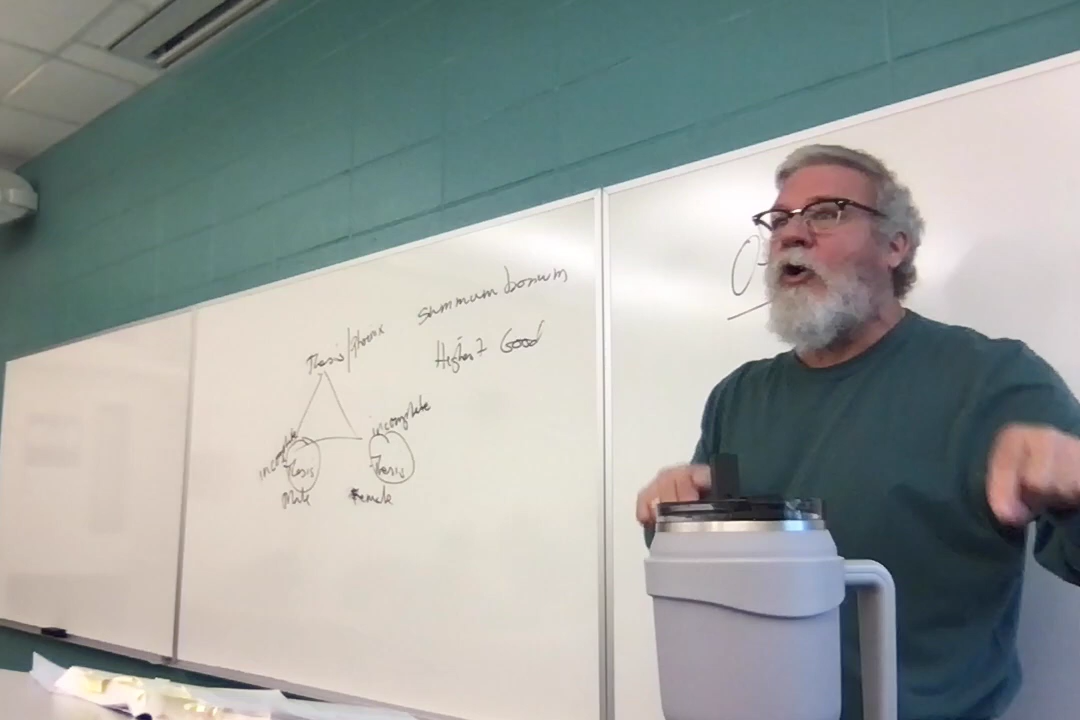 summum bonum
Highest Good
Thesis/phoenix
incomplete
incomplete
Thesis
Thesis
Male
Female